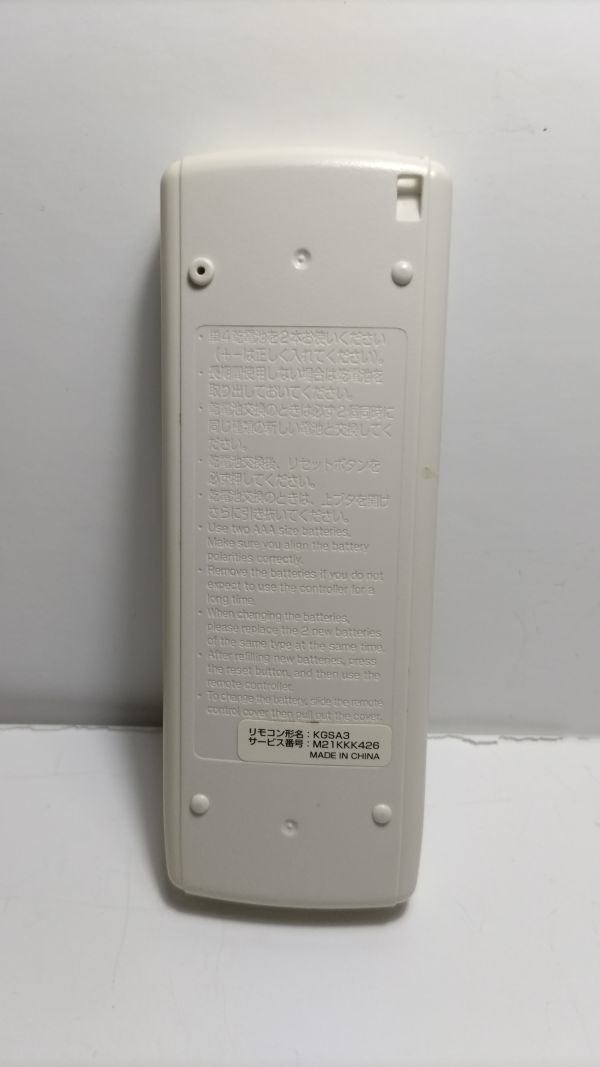 ・単4乾電池を2本お使いください
（＋－は正しく入れてください）。
・長期間使用しない場合は乾電池を
取り出しておいてください。
・乾電池交換のときは必ず2個同時に
同じ種類の新しい電池と交換してく
ださい。
・乾電池交換後、リセットボタンを
必ず押してください。
・乾電池交換のときは、上ブタを開け
さらに引き抜いてください。
・Use two AAA size batteries,
Make sure you align the battery
polarities correctly.
・Remove the batteries if you do not
expect to use the controller for a
long time.
・When changing the batteries,
please replace the 2 new batteries
of the same type at the same time.
・After refilling new batteries, press
the reset button, and then use the
remote controller.
・To change the battery, slide the remote
control cover, then pull out the cover.
リモコン形名：KGSA3
サービス番号：M21KKK426
MADE IN CHINA